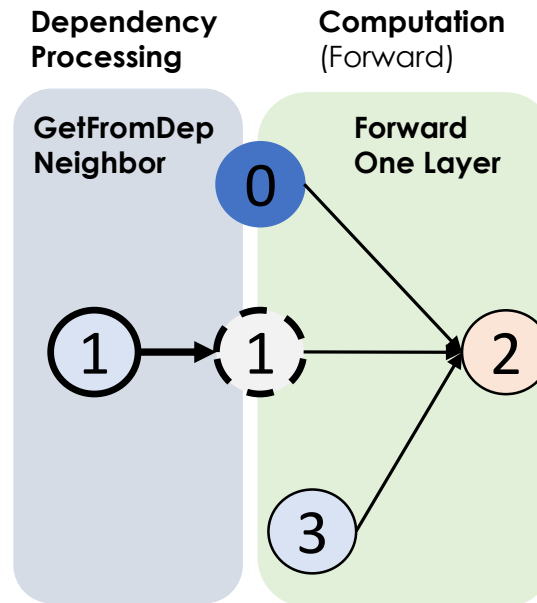 Dependency
Processing
Computation
(Forward)
GetFromDep
Neighbor
Forward
One Layer
0
1
1
2
3